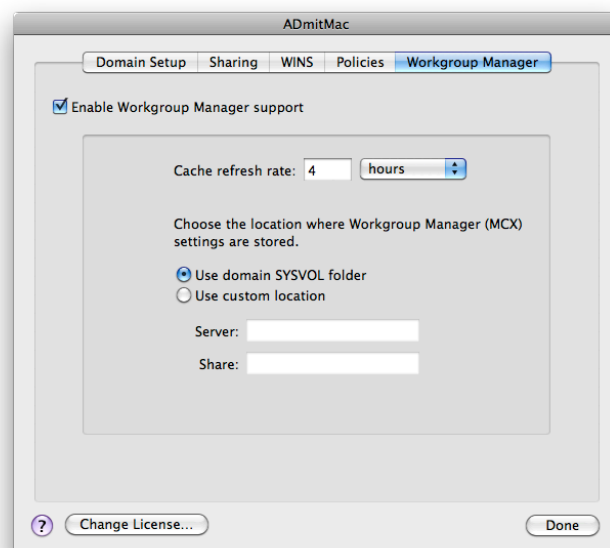 ADmitMac
Domain Setup Sharing WINS Policies Workgroup Manager
Enable Workgroup Manager support
Cache refresh rate: 4 hours
Choose the location where Workgroup Manager (MCX)
settings are stored.
Use domain SYSVOL folder
Use custom location
Server:
Share:
? Change License... Done